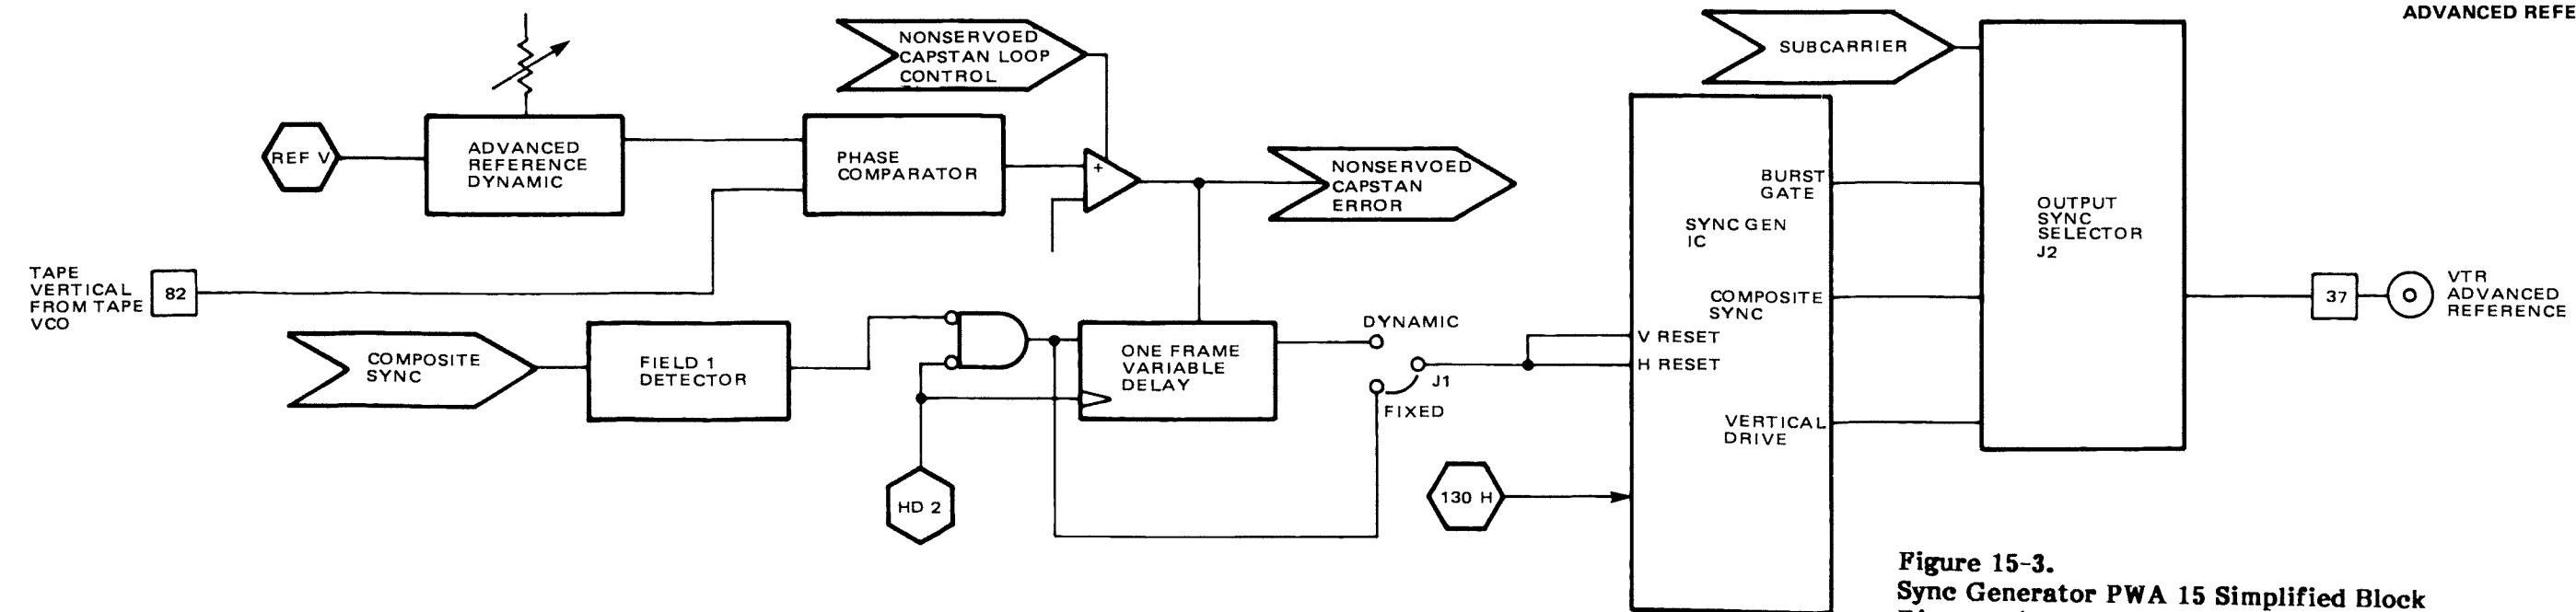 ADVANCED REFE
NONSERVOED
CAPSTAN LOOP
CONTROL
SUBCARRIER
REF V
ADVANCED
REFERENCE
DYNAMIC
PHASE
COMPARATOR
+
NONSERVOED
CAPSTAN
ERROR
BURST
GATE
SYNC GEN
IC
OUTPUT
SYNC
SELECTOR
J2
TAPE
VERTICAL
FROM TAPE
VCO
82
COMPOSITE
SYNC
37
VTR
ADVANCED
REFERENCE
COMPOSITE
SYNC
FIELD 1
DETECTOR
ONE FRAME
VARIABLE
DELAY
DYNAMIC
J1
FIXED
V RESET
H RESET
VERTICAL
DRIVE
HD 2
130 H
Figure 15-3.
Sync Generator PWA 15 Simplified Block